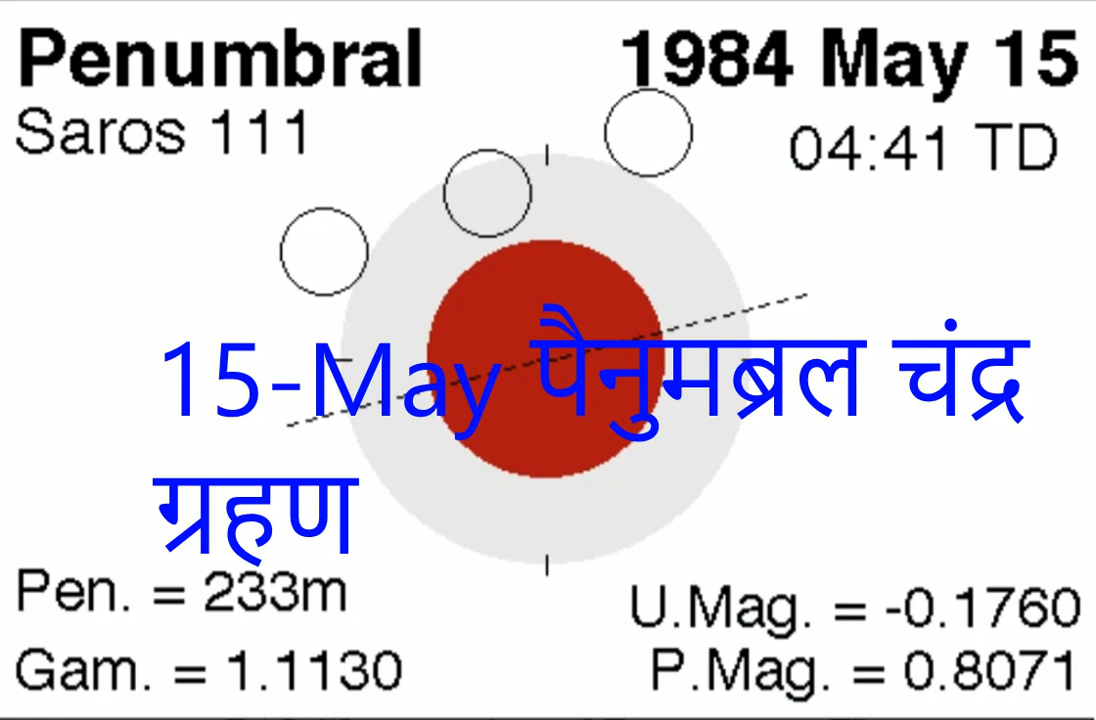 Penumbral 1984 May 15
Saros 111 04:41 TD
15-May पैनुमब्रल चंद्र
ग्रहण
Pen. = 233m U.Mag. = -0.1760
Gam. = 1.1130 P.Mag. = 0.8071